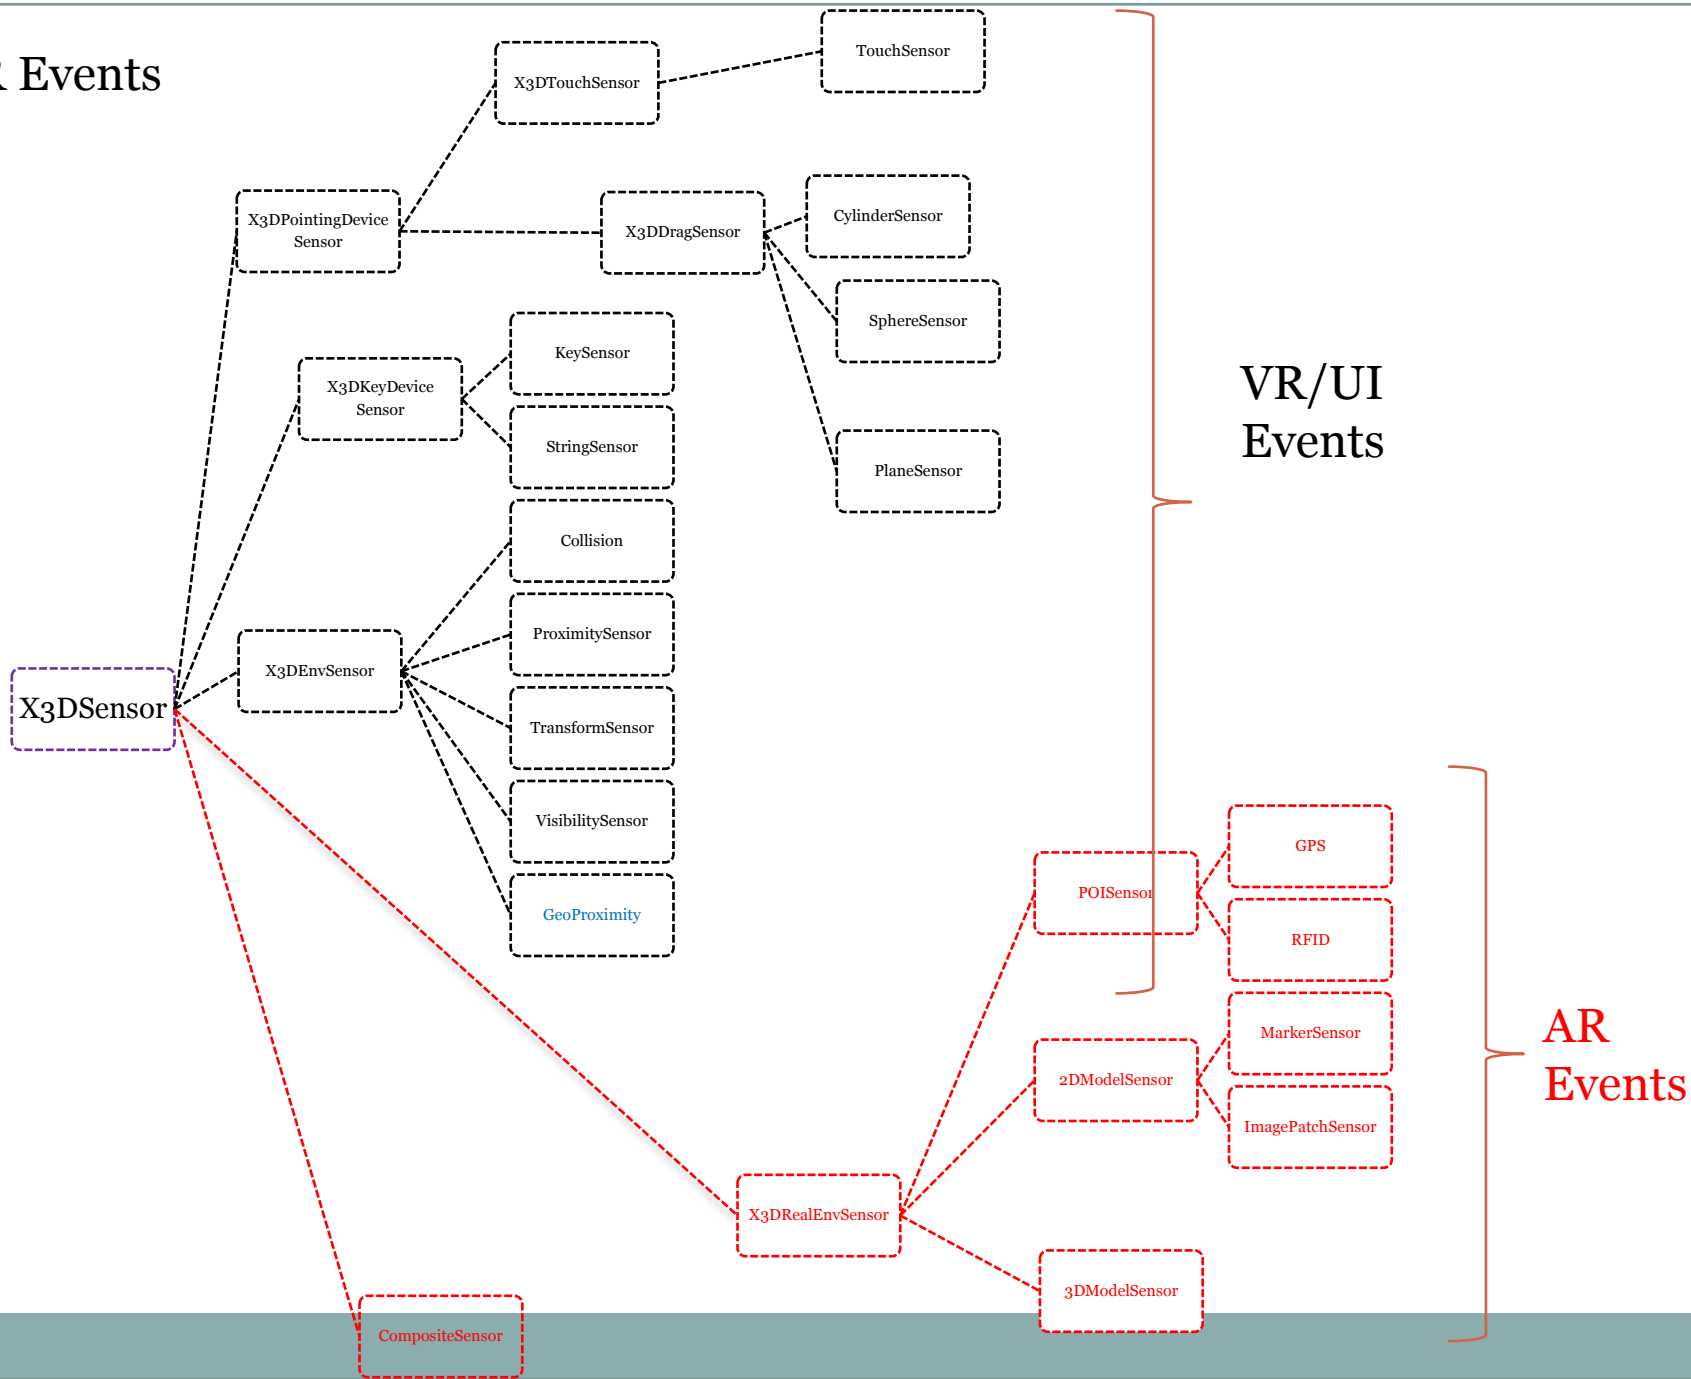 R Events
TouchSensor
X3DTouchSensor
X3DPointingDevice
Sensor
CylinderSensor
X3DDragSensor
SphereSensor
KeySensor
X3DKeyDevice
Sensor
StringSensor
PlaneSensor
VR/UI
Events
Collision
ProximitySensor
X3DEnvSensor
X3DSensor
TransformSensor
VisibilitySensor
GeoProximity
GPS
POISensor
RFID
MarkerSensor
2DModelSensor
ImagePatchSensor
AR
Events
X3DRealEnvSensor
3DModelSensor
CompositeSensor